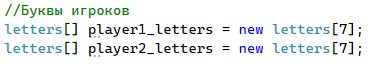 //Буквы игроков
letters[] player1_letters = new letters[7];
letters[] player2_letters = new letters[7];